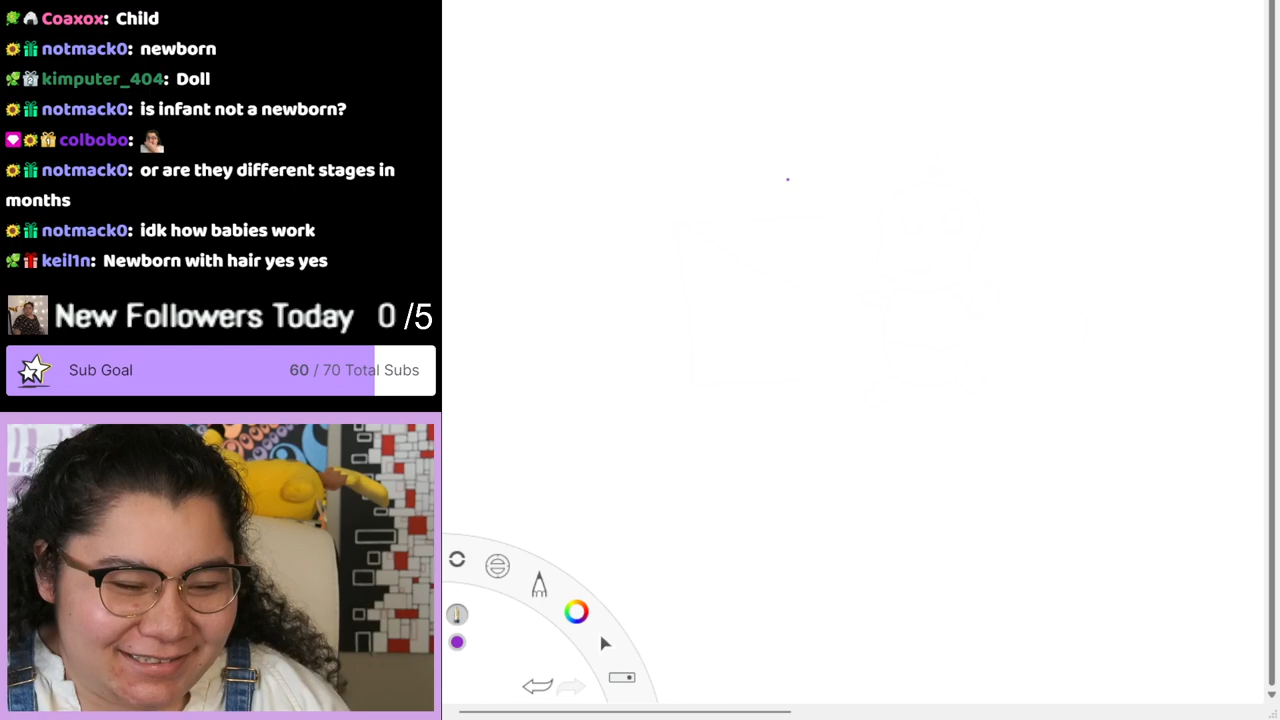 Coaxox: Child
notmack0: newborn
kimputer_404: Doll
notmack0: is infant not a newborn?
colbobo:
notmack0: or are they different stages in
months
notmack0: idk how babies work
keil1n: Newborn with hair yes yes
New Followers Today 0 /5
Sub Goal 60 / 70 Total Subs